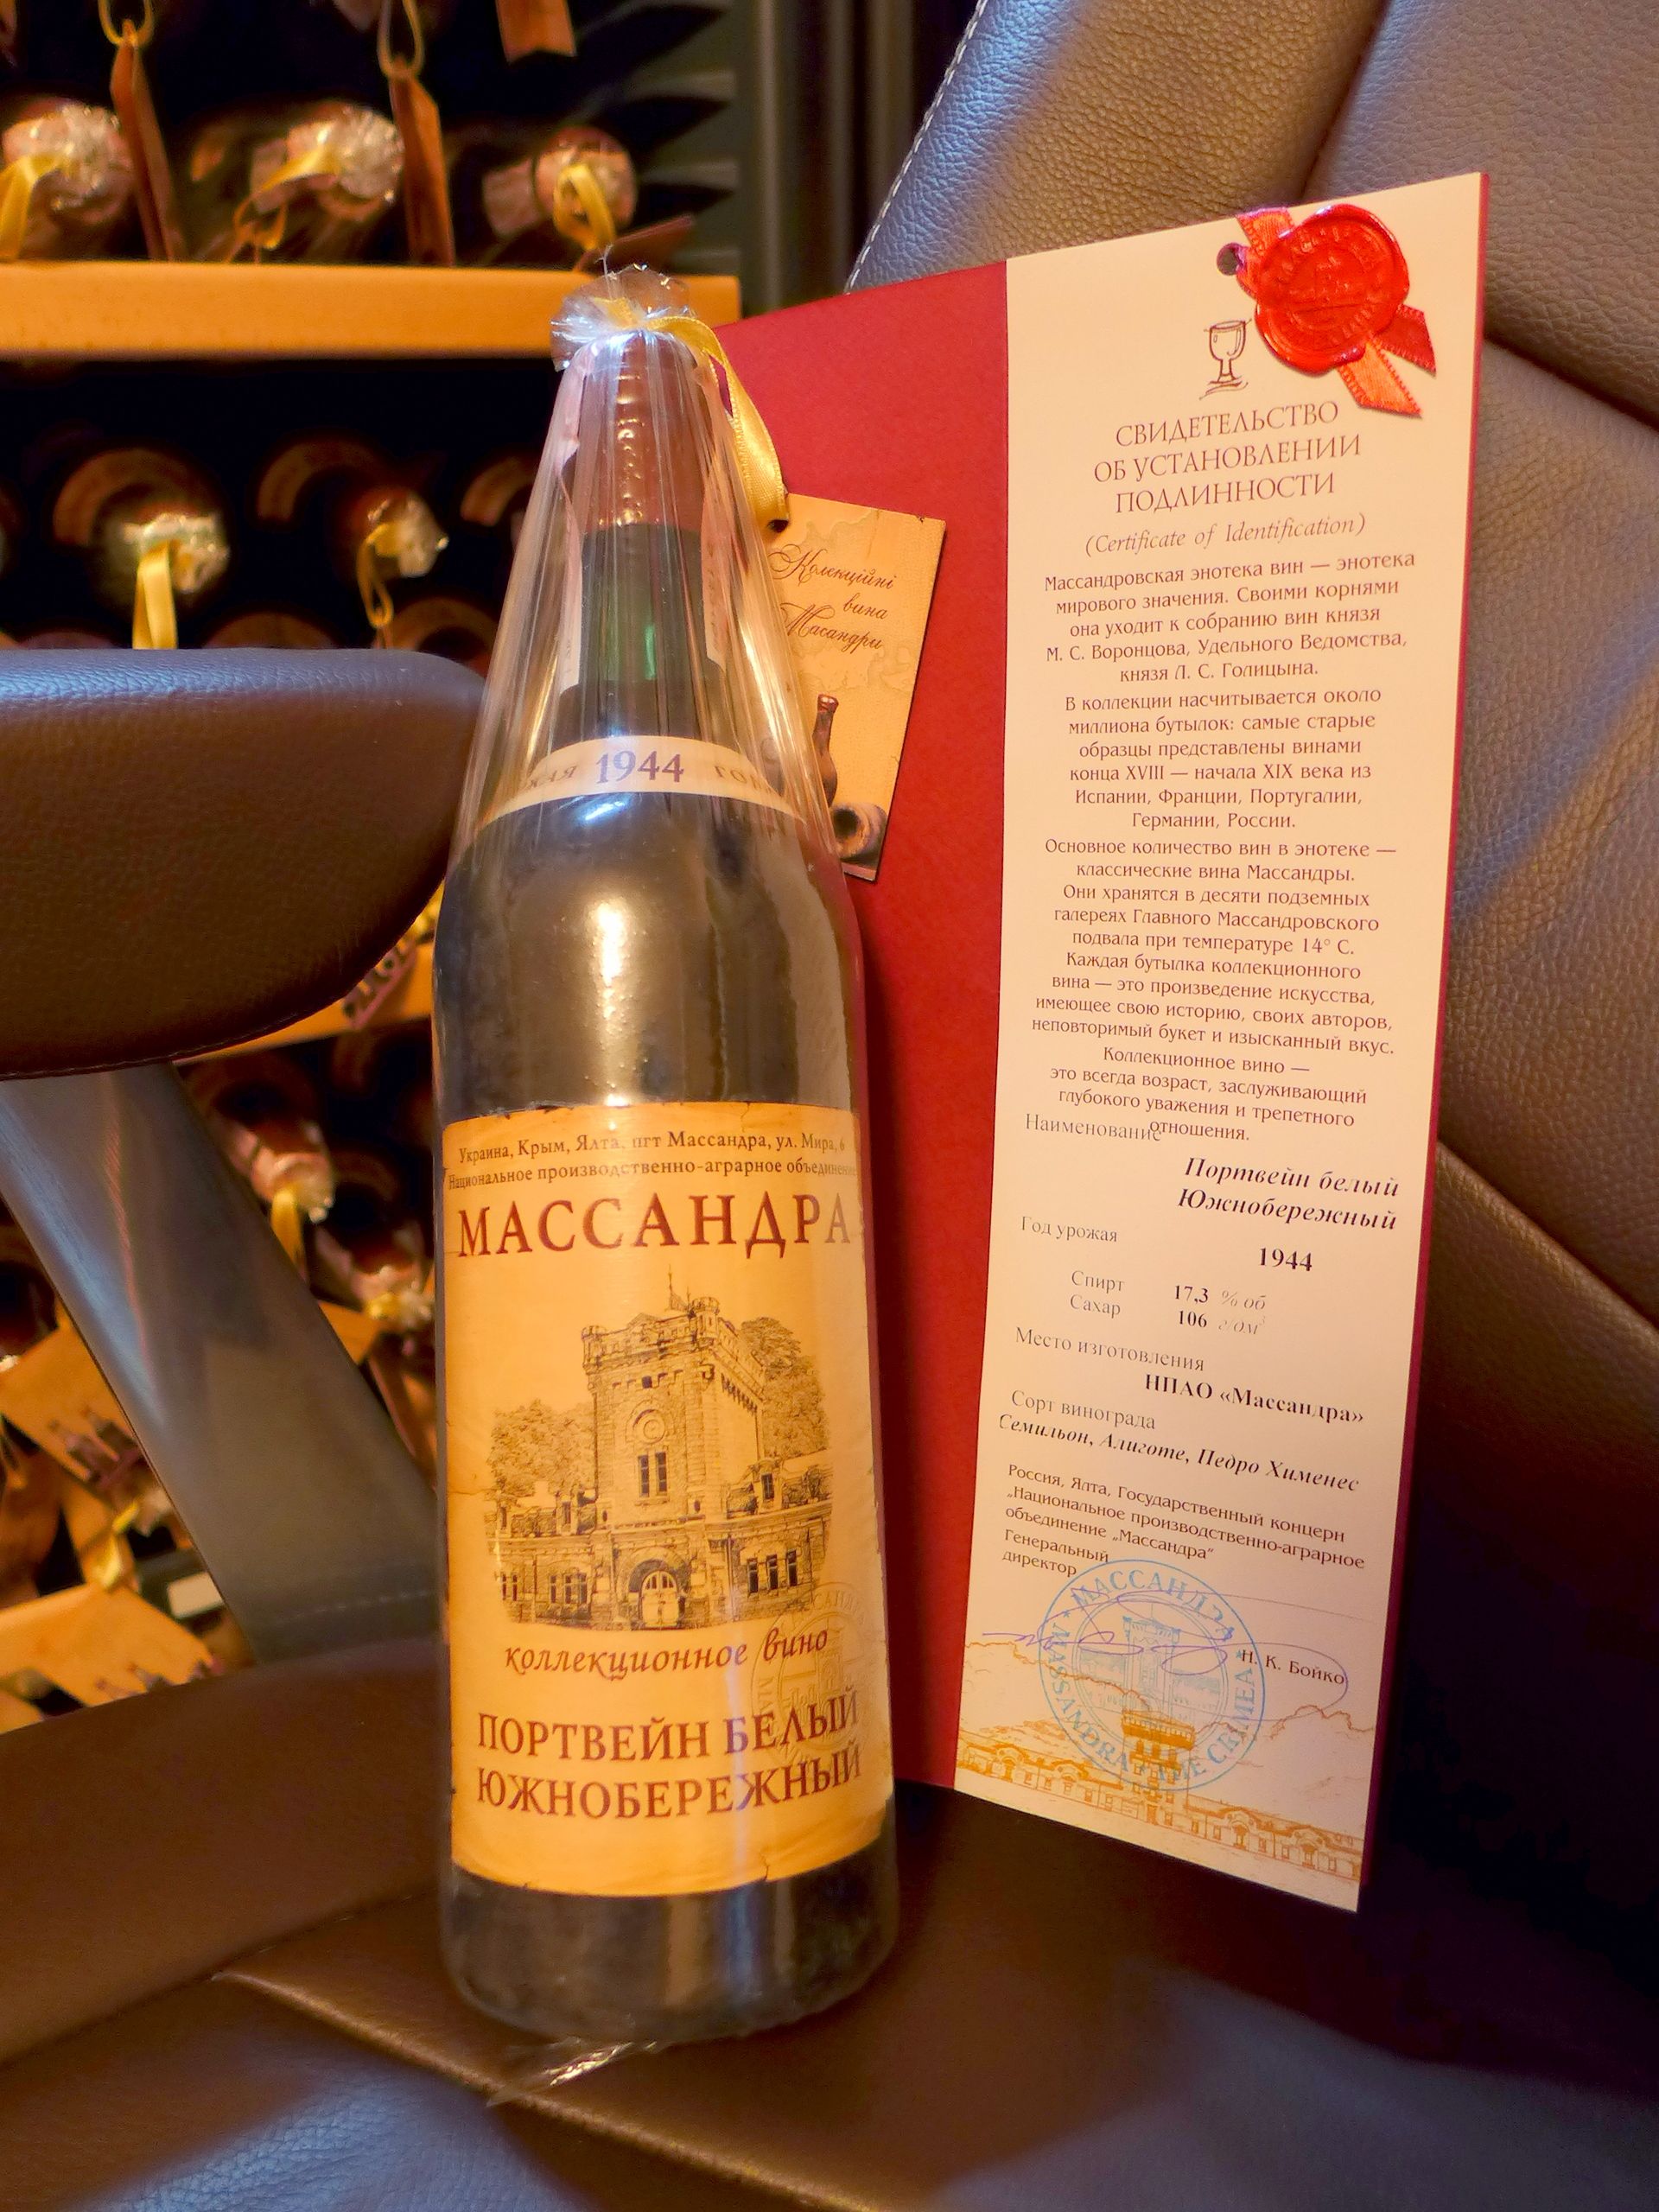 Колекційні
вина
Масандри
1944
Украина, Крым, Ялта, пгт Массандра, ул. Мира, 6
Национальное производственно-аграрное объединение
МАССАНДРА
коллекционное вино
ПОРТВЕЙН БЕЛЫЙ
ЮЖНОБЕРЕЖНЫЙ
СВИДЕТЕЛЬСТВО
ОБ УСТАНОВЛЕНИИ
ПОДЛИННОСТИ
(Certificate of Identification)
Массандровская энотека вин — энотека
мирового значения. Своими корнями
она уходит к собранию вин князя
М. С. Воронцова, Удельного Ведомства,
князя Л. С. Голицына.
В коллекции насчитывается около
миллиона бутылок: самые старые
образцы представлены винами
конца XVIII — начала XIX века из
Испании, Франции, Португалии,
Германии, России.
Основное количество вин в энотеке —
классические вина Массандры.
Они хранятся в десяти подземных
галереях Главного Массандровского
подвала при температуре 14° С.
Каждая бутылка коллекционного
вина — это произведение искусства,
имеющее свою историю, своих авторов,
неповторимый букет и изысканный вкус.
Коллекционное вино —
это всегда возраст, заслуживающий
глубокого уважения и трепетного
отношения.
Наименование
Портвейн белый
Южнобережный
Год урожая
1944
Спирт 17,3 % об
Сахар 106 г/дм³
Место изготовления
НПАО «Массандра»
Сорт винограда
Семильон, Алиготе, Педро Хименес
Россия, Ялта, Государственный концерн
„Национальное производственно-аграрное
объединение „Массандра“
Генеральный
директор
Н. К. Бойко
МАССАНДРА
MASSANDRA THE CRIMEA